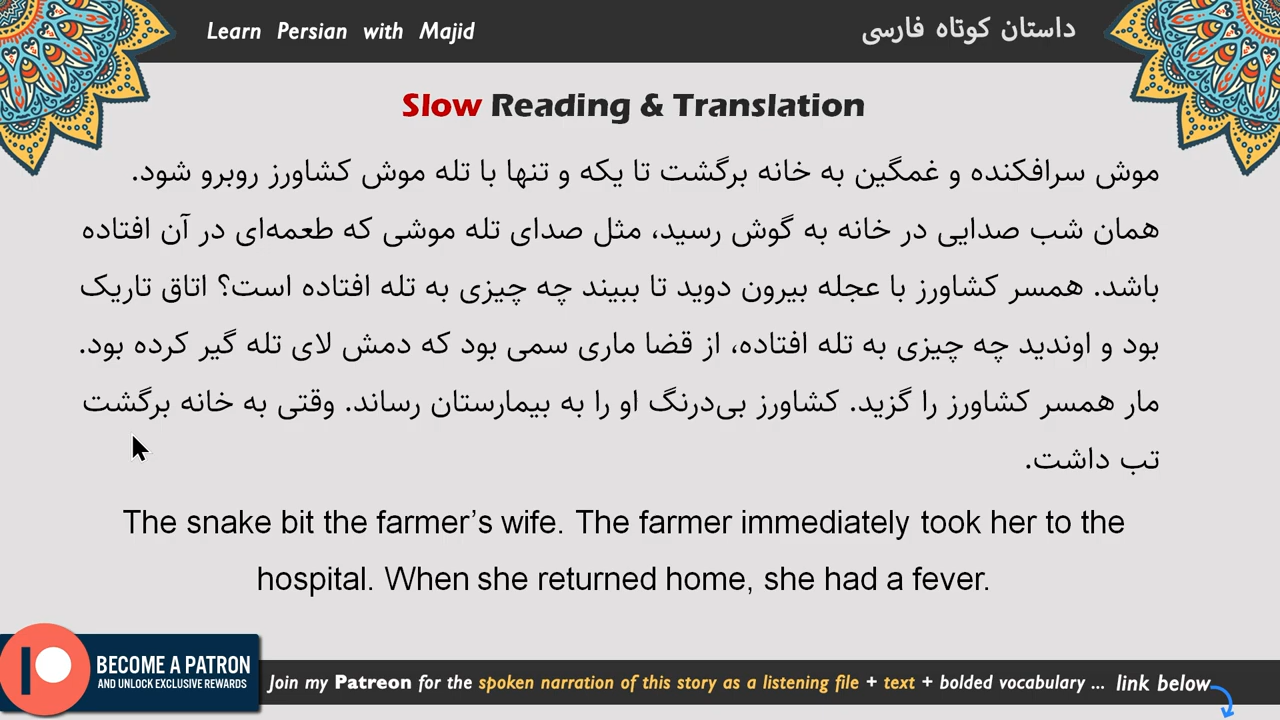 Learn Persian with Majid
داستان کوتاه فارسی
Slow Reading & Translation
موش سرافکنده و غمگین به خانه برگشت تا یکه و تنها با تله موش کشاورز روبرو شود.
همان شب صدایی در خانه به گوش رسید، مثل صدای تله موشی که طعمه‌ای در آن افتاده
باشد. همسر کشاورز با عجله بیرون دوید تا ببیند چه چیزی به تله افتاده است؟ اتاق تاریک
بود و اوندید چه چیزی به تله افتاده، از قضا ماری سمی بود که دمش لای تله گیر کرده بود.
مار همسر کشاورز را گزید. کشاورز بی‌درنگ او را به بیمارستان رساند. وقتی به خانه برگشت
تب داشت.
The snake bit the farmer’s wife. The farmer immediately took her to the
hospital. When she returned home, she had a fever.
BECOME A PATRON
AND UNLOCK EXCLUSIVE REWARDS
Join my Patreon for the spoken narration of this story as a listening file + text + bolded vocabulary ... link below